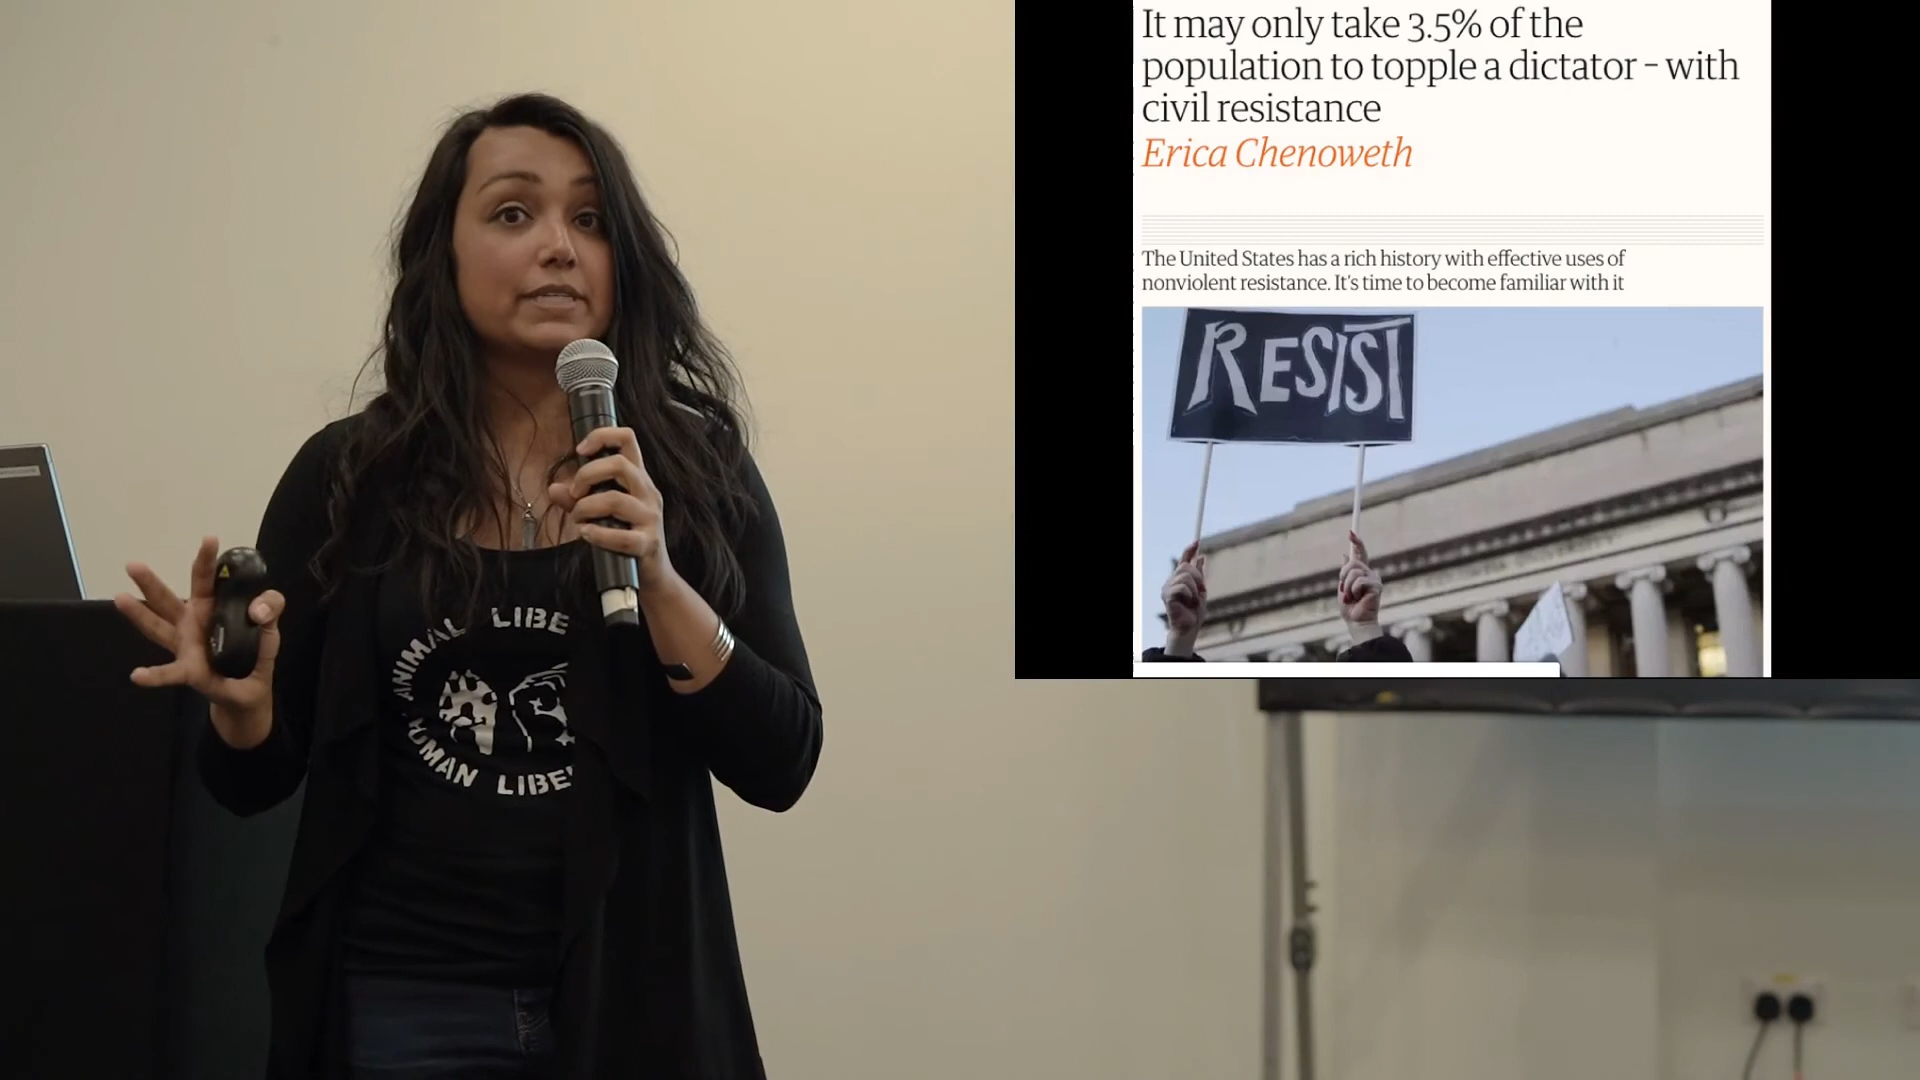 It may only take 3.5% of the
population to topple a dictator – with
civil resistance
Erica Chenoweth
The United States has a rich history with effective uses of
nonviolent resistance. It's time to become familiar with it
RESIST
ANIMAL LIBE
HUMAN LIBE